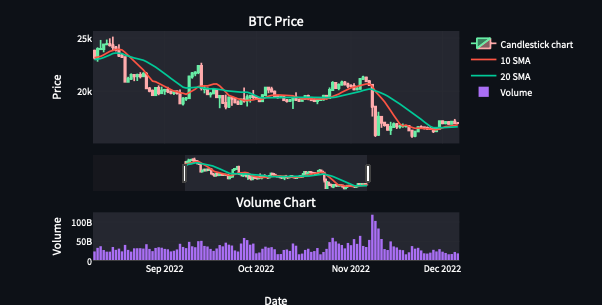 BTC Price
25k
20k
Price
Candlestick chart
10 SMA
20 SMA
Volume
Volume Chart
100B
50B
0
Volume
Sep 2022
Oct 2022
Nov 2022
Dec 2022
Date